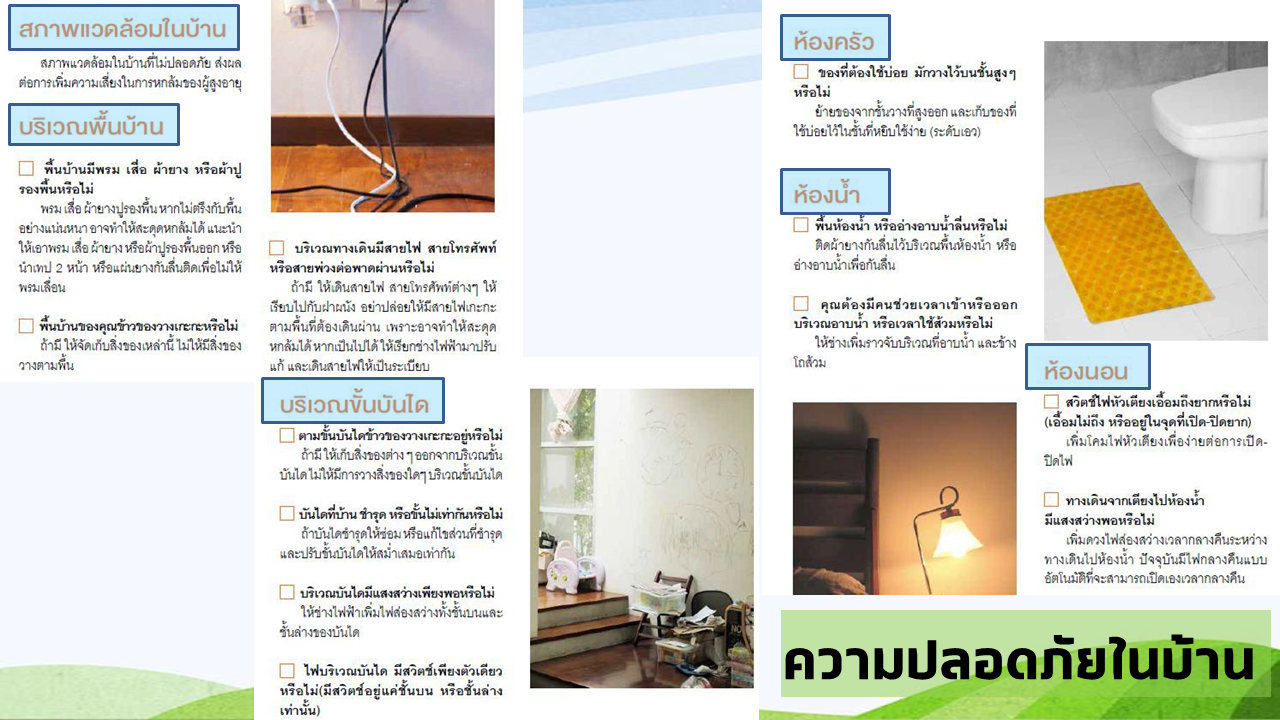 สภาพแวดล้อมในบ้าน
สภาพแวดล้อมในบ้านที่ไม่ปลอดภัย ส่งผล
ต่อการเพิ่มความเสี่ยงในการหกล้มของผู้สูงอายุ
บริเวณพื้นบ้าน
พื้นบ้านมีพรม เสื่อ ผ้ายาง หรือผ้าปู
รองพื้นหรือไม่
พรม เสื่อ ผ้ายางปูรองพื้น หากไม่ตรึงกับพื้น
อย่างแน่นหนา อาจทำให้สะดุดหกล้มได้ แนะนำ
ให้เอาพรม เสื่อ ผ้ายาง หรือผ้าปูรองพื้นออก หรือ
นำเทป 2 หน้า หรือแผ่นยางกันลื่นติดเพื่อไม่ให้
พรมเลื่อน
พื้นบ้านของคุณข้าวของวางเกะกะหรือไม่
ถ้ามี ให้จัดเก็บสิ่งของเหล่านี้ ไม่ให้มีสิ่งของ
วางตามพื้น
บริเวณทางเดินมีสายไฟ สายโทรศัพท์
หรือสายพ่วงต่อพาดผ่านหรือไม่
ถ้ามี ให้เดินสายไฟ สายโทรศัพท์ต่างๆ ให้
เรียบไปกับฝาผนัง อย่าปล่อยให้มีสายไฟเกะกะ
ตามพื้นที่ต้องเดินผ่าน เพราะอาจทำให้สะดุด
หกล้มได้ หากเป็นไปได้ ให้เรียกช่างไฟฟ้ามาปรับ
แก้ และเดินสายไฟให้เป็นระเบียบ
บริเวณขั้นบันได
ตามขั้นบันไดข้าวของวางเกะกะอยู่หรือไม่
ถ้ามี ให้เก็บสิ่งของต่าง ๆ ออกจากบริเวณขั้น
บันได ไม่ให้มีการวางสิ่งของใดๆ บริเวณขั้นบันได
บันไดที่บ้าน ชำรุด หรือขั้นไม่เท่ากันหรือไม่
ถ้าบันไดชำรุดให้ซ่อม หรือแก้ไขส่วนที่ชำรุด
และปรับขั้นบันไดให้สม่ำเสมอเท่ากัน
บริเวณบันไดมีแสงสว่างเพียงพอหรือไม่
ให้ช่างไฟฟ้าเพิ่มไฟส่องสว่างทั้งชั้นบนและ
ชั้นล่างของบันได
ไฟบริเวณบันได มีสวิตช์เพียงตัวเดียว
หรือไม่(มีสวิตช์อยู่แค่ชั้นบน หรือชั้นล่าง
เท่านั้น)
ห้องครัว
ของที่ต้องใช้บ่อย มักวางไว้บนชั้นสูงๆ
หรือไม่
ย้ายของจากชั้นวางที่สูงออก และเก็บของที่
ใช้บ่อยไว้ในชั้นที่หยิบใช้ง่าย (ระดับเอว)
ห้องน้ำ
พื้นห้องน้ำ หรืออ่างอาบน้ำลื่นหรือไม่
ติดผ้ายางกันลื่นไว้บริเวณพื้นห้องน้ำ หรือ
อ่างอาบน้ำเพื่อกันลื่น
คุณต้องมีคนช่วยเวลาเข้าหรือออก
บริเวณอาบน้ำ หรือเวลาใช้ส้วมหรือไม่
ให้ช่างเพิ่มราวจับบริเวณที่อาบน้ำ และข้าง
โถส้วม
ห้องนอน
สวิตช์ไฟหัวเตียงเอื้อมถึงยากหรือไม่
(เอื้อมไม่ถึง หรืออยู่ในจุดที่เปิด-ปิดยาก)
เพิ่มโคมไฟหัวเตียงเพื่อง่ายต่อการเปิด-
ปิดไฟ
ทางเดินจากเตียงไปห้องน้ำ
มีแสงสว่างพอหรือไม่
เพิ่มดวงไฟส่องสว่างเวลากลางคืนระหว่าง
ทางเดินไปห้องน้ำ ปัจจุบันมีไฟกลางคืนแบบ
อัตโนมัติที่จะสามารถเปิดเองเวลากลางคืน
ความปลอดภัยในบ้าน